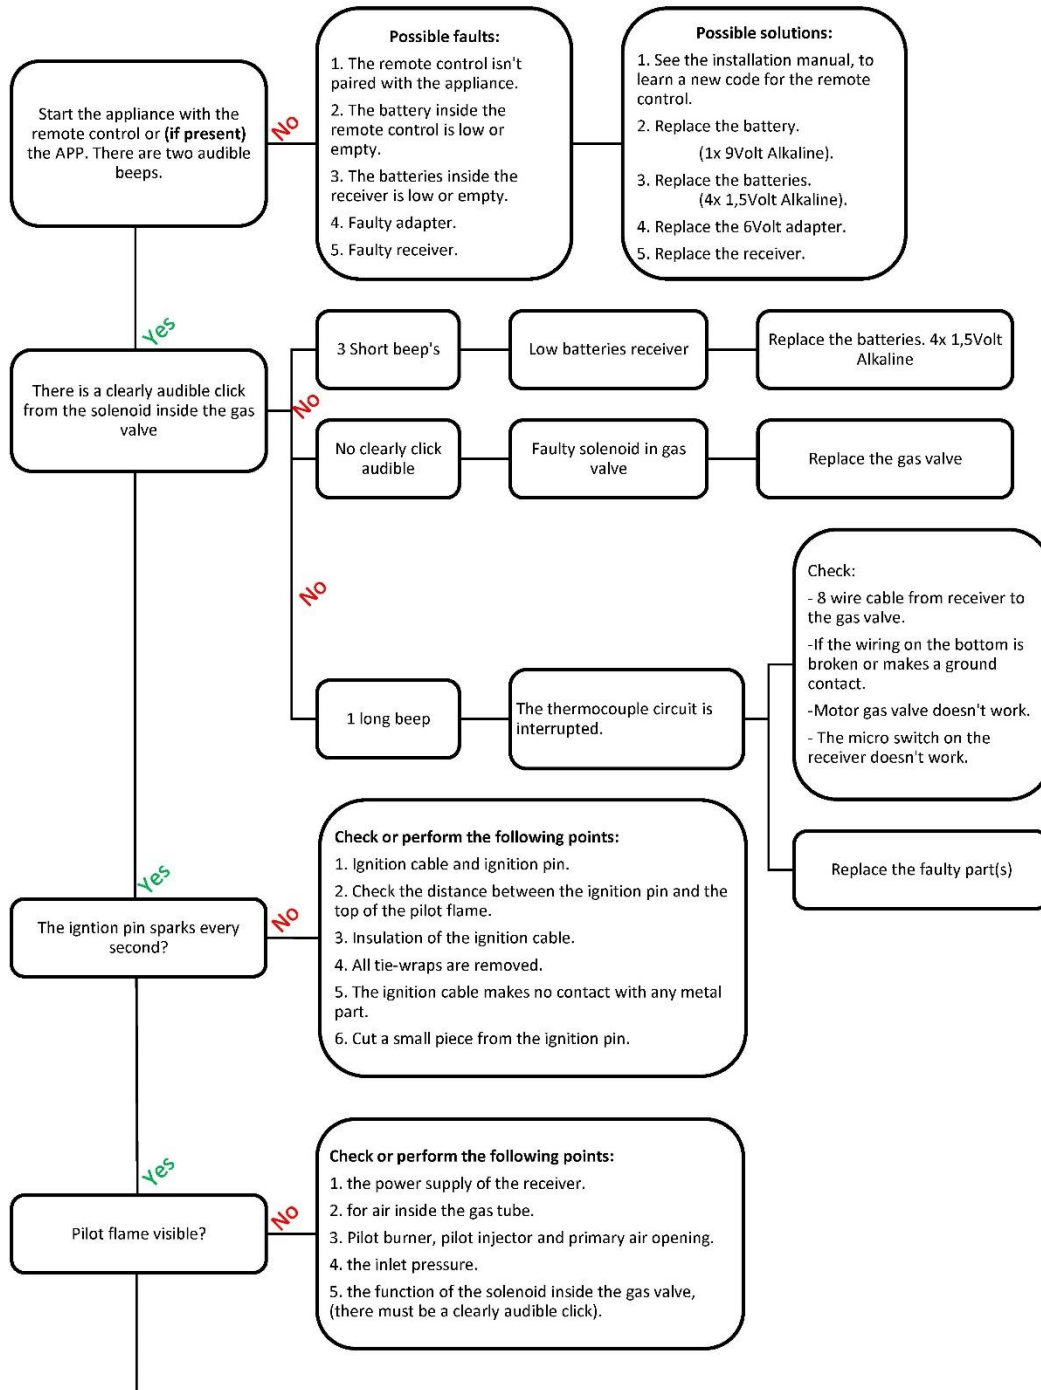 Start the appliance with the
remote control or (if present)
the APP. There are two audible
beeps.
No
Possible faults:
1. The remote control isn't
paired with the appliance.
2. The battery inside the
remote control is low or
empty.
3. The batteries inside the
receiver is low or empty.
4. Faulty adapter.
5. Faulty receiver.
Possible solutions:
1. See the installation manual, to
learn a new code for the remote
control.
2. Replace the battery.
(1x 9Volt Alkaline).
3. Replace the batteries.
(4x 1,5Volt Alkaline).
4. Replace the 6Volt adapter.
5. Replace the receiver.
Yes
There is a clearly audible click
from the solenoid inside the gas
valve
No
3 Short beep's
Low batteries receiver
Replace the batteries. 4x 1,5Volt
Alkaline
No clearly click
audible
Faulty solenoid in gas
valve
Replace the gas valve
No
1 long beep
The thermocouple circuit is
interrupted.
Check:
- 8 wire cable from receiver to
the gas valve.
-If the wiring on the bottom is
broken or makes a ground
contact.
-Motor gas valve doesn't work.
- The micro switch on the
receiver doesn't work.
Replace the faulty part(s)
Yes
The igntion pin sparks every
second?
No
Check or perform the following points:
1. Ignition cable and ignition pin.
2. Check the distance between the ignition pin and the
top of the pilot flame.
3. Insulation of the ignition cable.
4. All tie-wraps are removed.
5. The ignition cable makes no contact with any metal
part.
6. Cut a small piece from the ignition pin.
Yes
Pilot flame visible?
No
Check or perform the following points:
1. the power supply of the receiver.
2. for air inside the gas tube.
3. Pilot burner, pilot injector and primary air opening.
4. the inlet pressure.
5. the function of the solenoid inside the gas valve,
(there must be a clearly audible click).